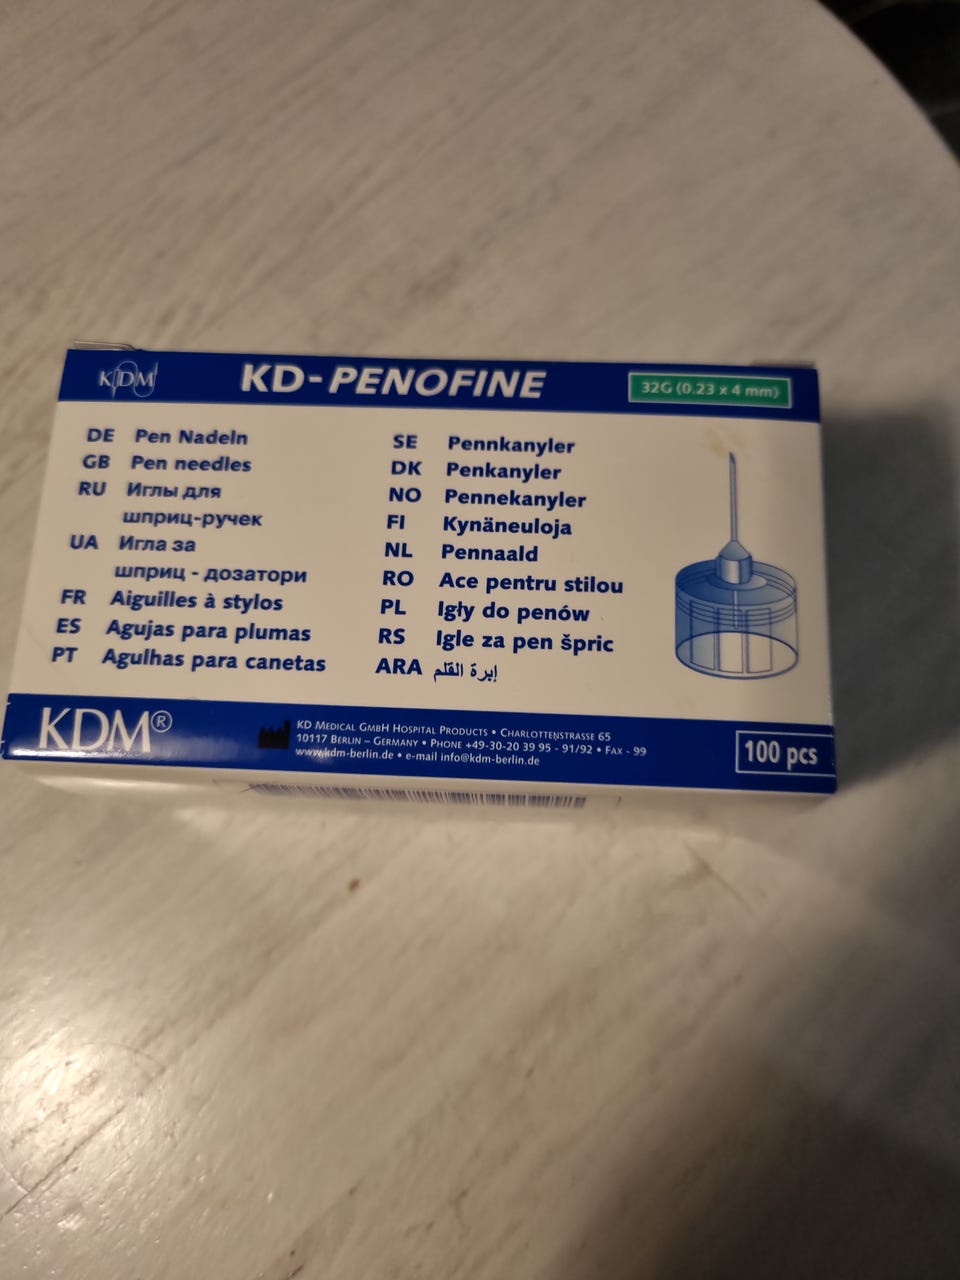 KDM
KD-PENOFINE
32G (0.23 x 4 mm)
DE Pen Nadeln
GB Pen needles
RU Иглы для
шприц-ручек
UA Игла за
шприц - дозатори
FR Aiguilles à stylos
ES Agujas para plumas
PT Agulhas para canetas
SE Pennkanyler
DK Penkanyler
NO Pennekanyler
FI Kynäneuloja
NL Pennaald
RO Ace pentru stilou
PL Igły do penów
RS Igle za pen špric
ARA إبرة القلم
KDM®
KD Medical GmbH Hospital Products • Charlottenstrasse 65
10117 Berlin – Germany • Phone +49-30-20 39 95 - 91/92 • Fax - 99
www.kdm-berlin.de • e-mail info@kdm-berlin.de
100 pcs